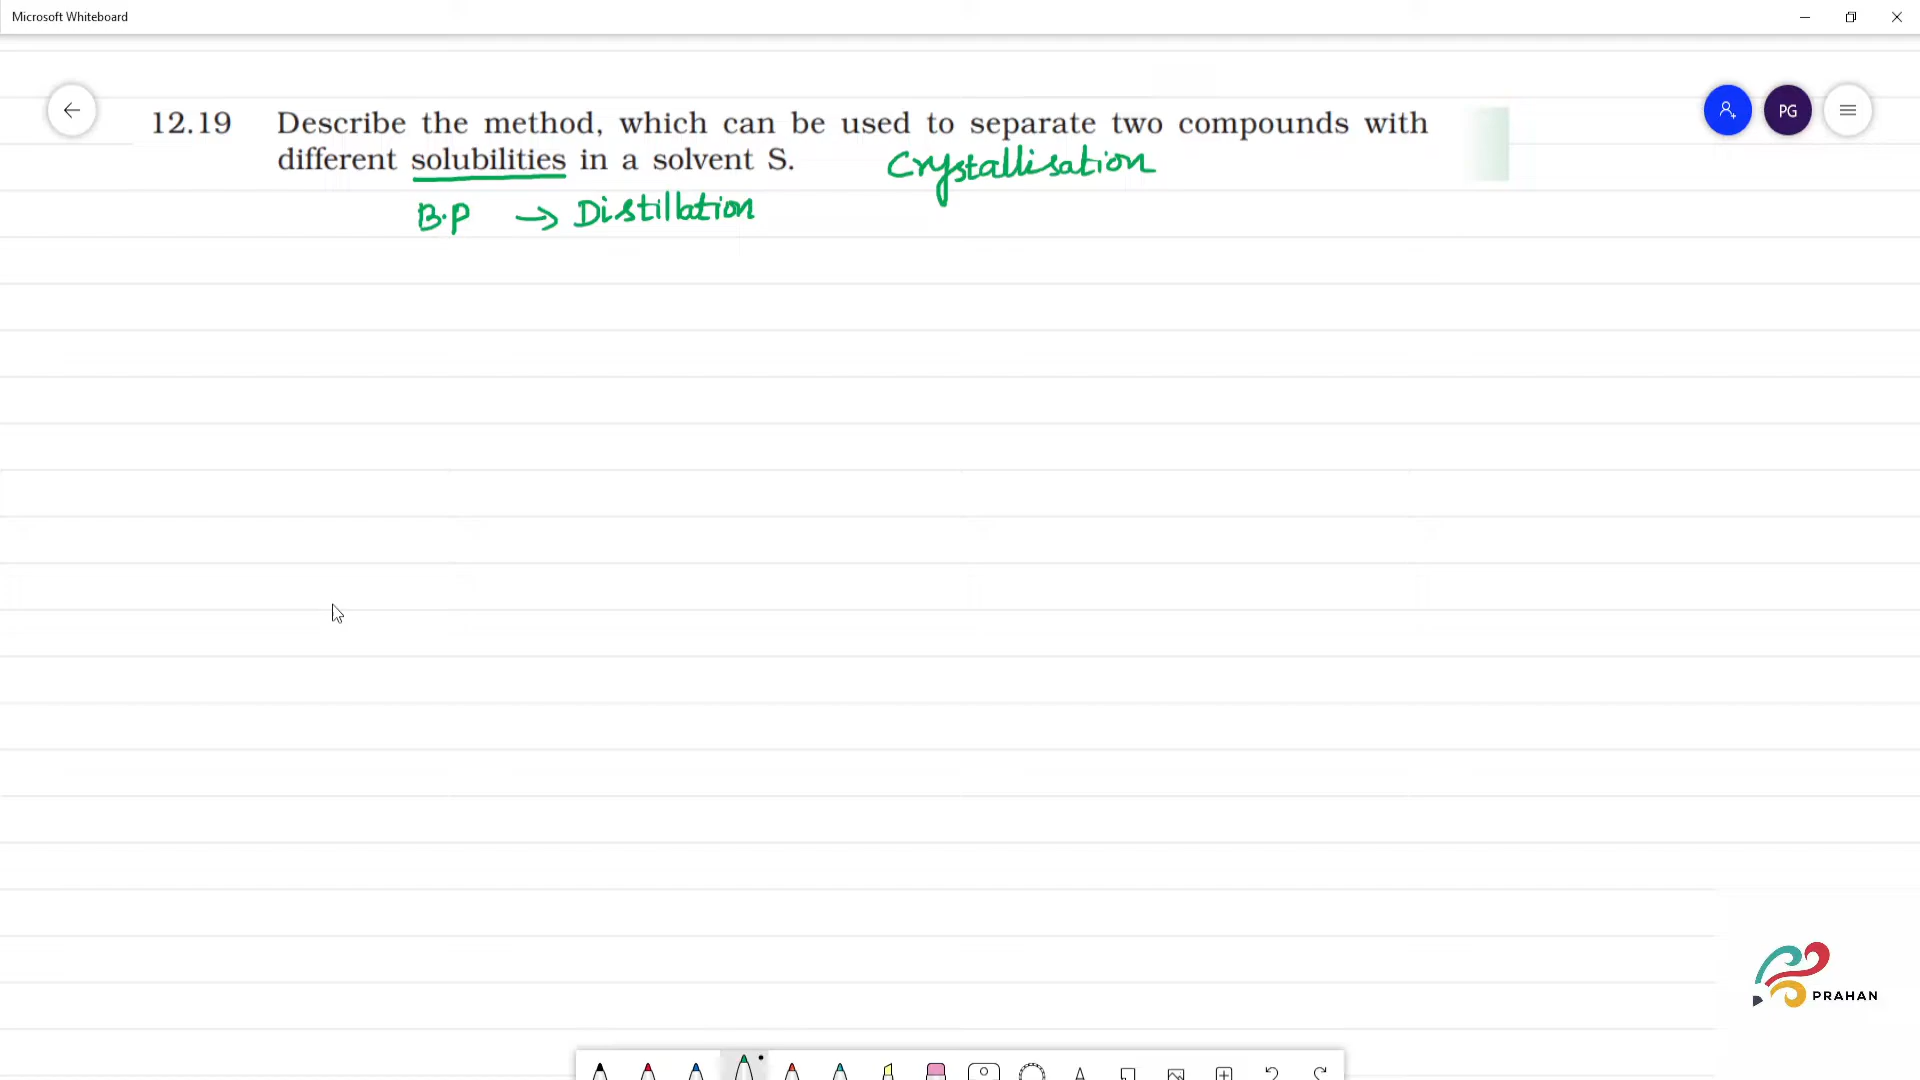 Microsoft Whiteboard
12.19 Describe the method, which can be used to separate two compounds with
different solubilities in a solvent S. Crystallisation
B.P → Distillation
PG
PRAHAN